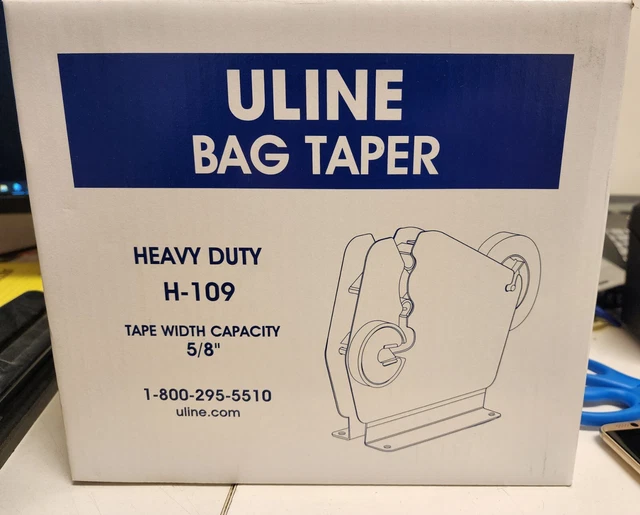 ULINE
BAG TAPER
HEAVY DUTY
H-109
TAPE WIDTH CAPACITY
5/8"
1-800-295-5510
uline.com